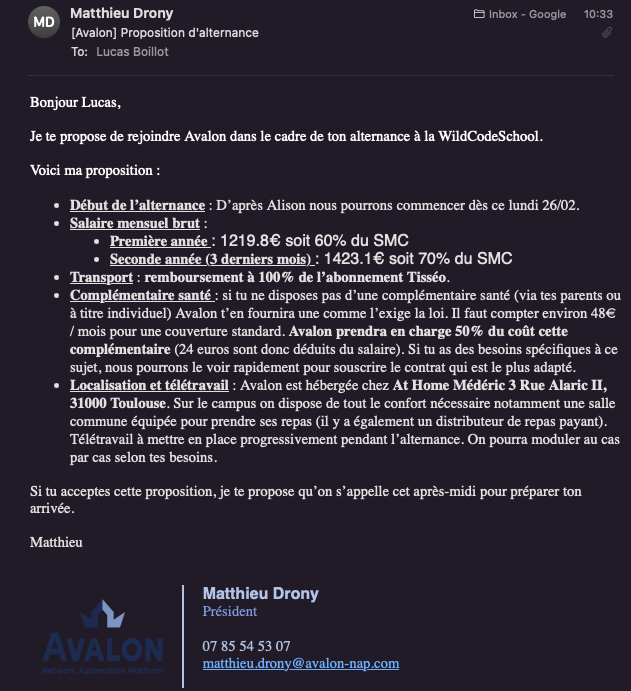 MD
Matthieu Drony
Inbox - Google 10:33
[Avalon] Proposition d'alternance
To: Lucas Boillot
Bonjour Lucas,
Je te propose de rejoindre Avalon dans le cadre de ton alternance à la WildCodeSchool.
Voici ma proposition :
• Début de l’alternance : D’après Alison nous pourrons commencer dès ce lundi 26/02.
• Salaire mensuel brut :
• Première année : 1219.8€ soit 60% du SMC
• Seconde année (3 derniers mois) : 1423.1€ soit 70% du SMC
• Transport : remboursement à 100% de l’abonnement Tisséo.
• Complémentaire santé : si tu ne disposes pas d’une complémentaire santé (via tes parents ou
à titre individuel) Avalon t’en fournira une comme l’exige la loi. Il faut compter environ 48€
/ mois pour une couverture standard. Avalon prendra en charge 50% du coût cette
complémentaire (24 euros sont donc déduits du salaire). Si tu as des besoins spécifiques à ce
sujet, nous pourrons le voir rapidement pour souscrire le contrat qui est le plus adapté.
• Localisation et télétravail : Avalon est hébergée chez At Home Médéric 3 Rue Alaric II,
31000 Toulouse. Sur le campus on dispose de tout le confort nécessaire notamment une salle
commune équipée pour prendre ses repas (il y a également un distributeur de repas payant).
Télétravail à mettre en place progressivement pendant l’alternance. On pourra moduler au cas
par cas selon tes besoins.
Si tu acceptes cette proposition, je te propose qu’on s’appelle cet après-midi pour préparer ton
arrivée.
Matthieu
AVALON
Network Automation Platform
Matthieu Drony
Président
07 85 54 53 07
matthieu.drony@avalon-nap.com